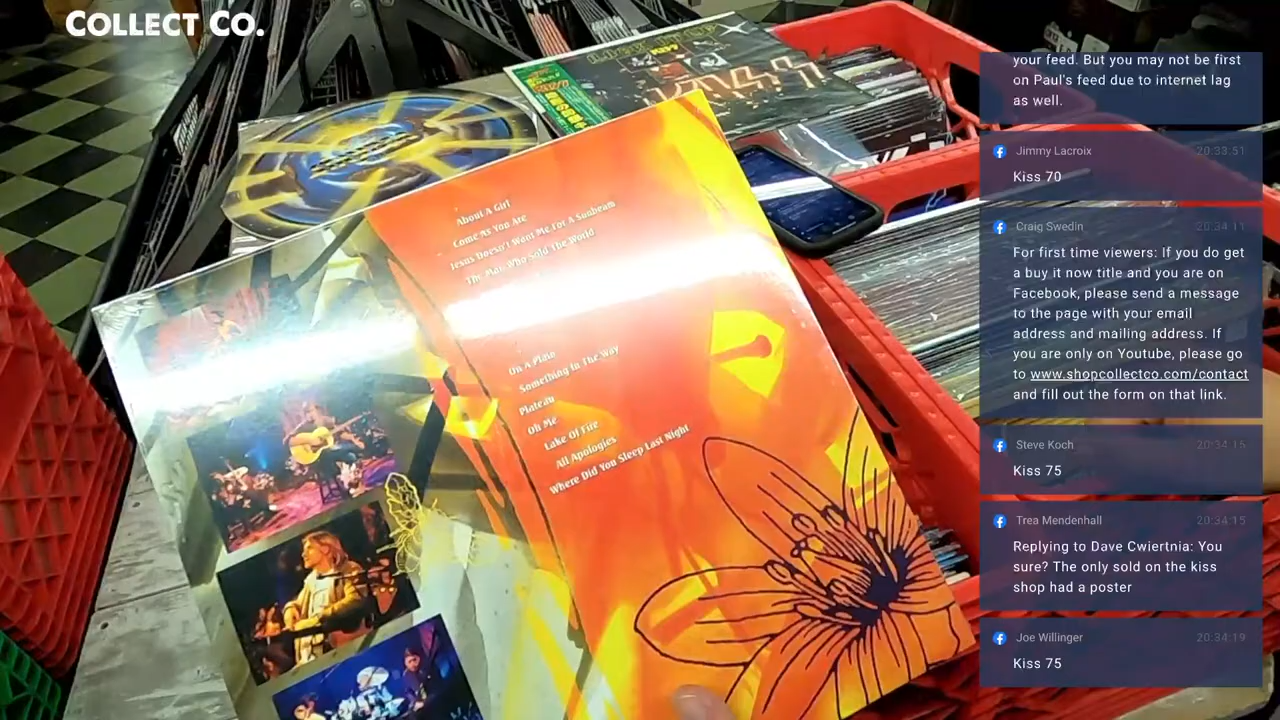 COLLECT CO.
KISS
About A Girl
Come As You Are
Jesus Doesn't Want Me For A Sunbeam
The Man Who Sold The World
On A Plain
Something In The Way
Plateau
Oh Me
Lake Of Fire
All Apologies
Where Did You Sleep Last Night
your feed. But you may not be first
on Paul's feed due to internet lag
as well.
Jimmy Lacroix 20:33:51
Kiss 70
Craig Swedin 20:34:11
For first time viewers: If you do get
a buy it now title and you are on
Facebook, please send a message
to the page with your email
address and mailing address. If
you are only on Youtube, please go
to www.shopcollectco.com/contact
and fill out the form on that link.
Steve Koch 20:34:15
Kiss 75
Trea Mendenhall 20:34:15
Replying to Dave Cwiertnia: You
sure? The only sold on the kiss
shop had a poster
Joe Willinger 20:34:19
Kiss 75